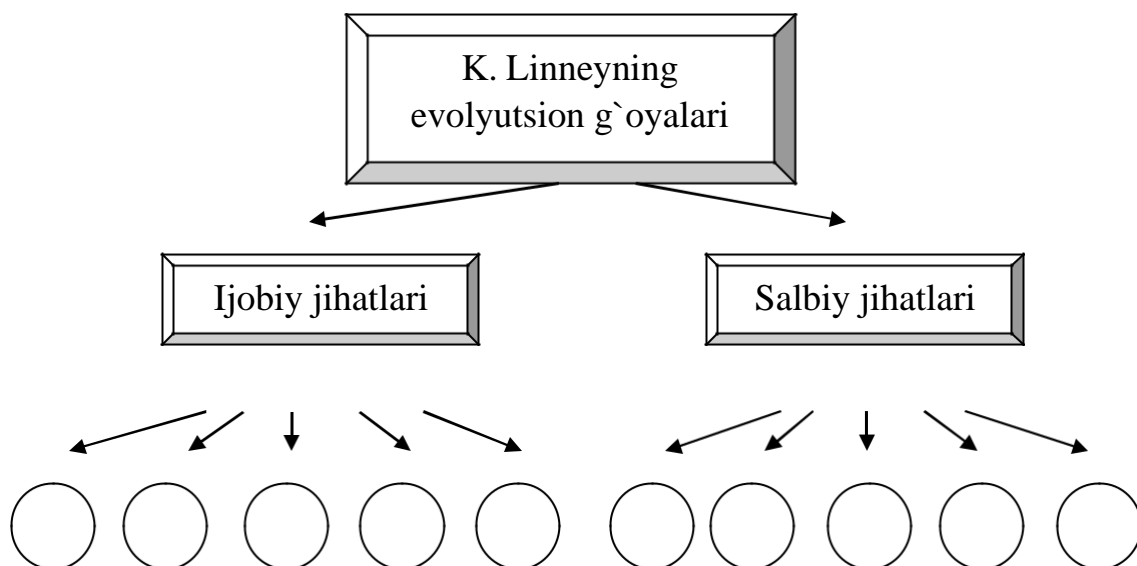 K. Linneyning
evolyutsion g`oyalari
Ijobiy jihatlari
Salbiy jihatlari